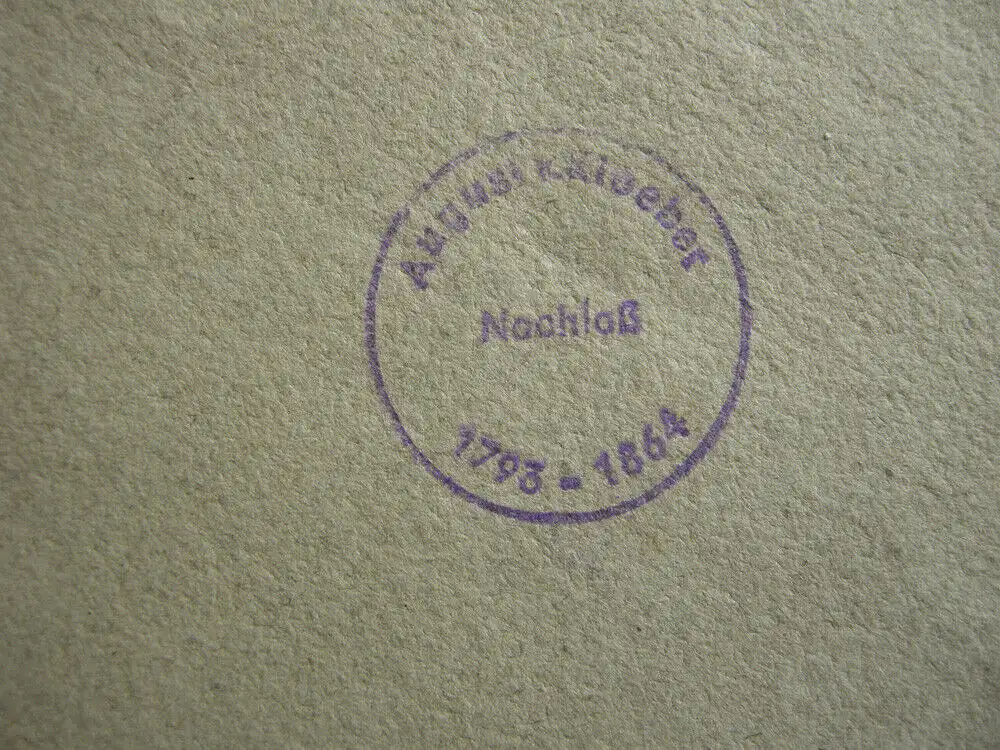 August v. Kloeber
Nachlaß
1793 - 1864